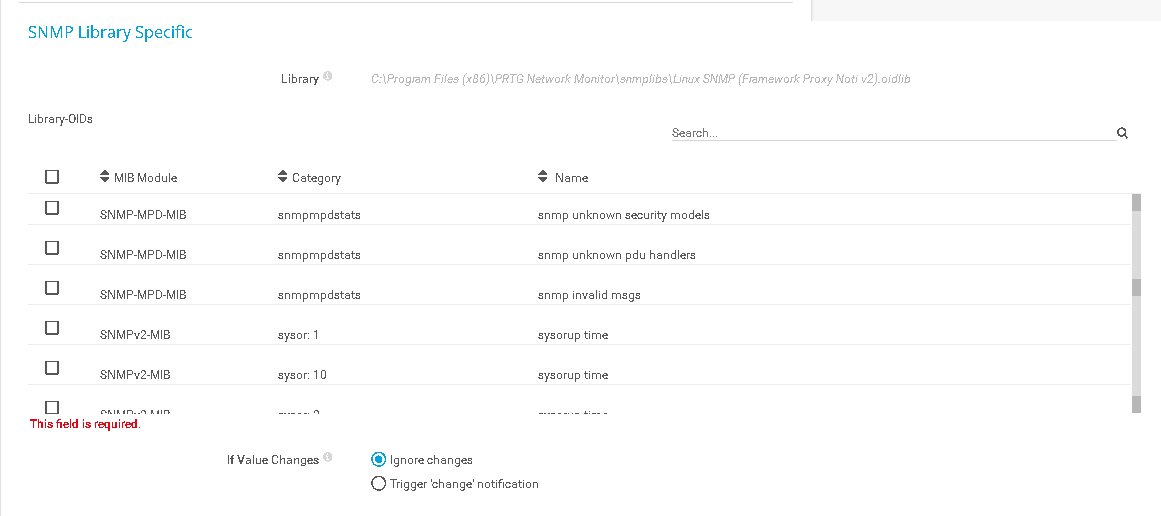 SNMP Library Specific
Library
C:\Program Files (x86)\PRTG Network Monitor\snmplibs\Linux SNMP (Framework Proxy Noti v2).oidlib
Library-OIDs
Search...
MIB Module Category Name
SNMP-MPD-MIB snmpmpdstats snmp unknown security models
SNMP-MPD-MIB snmpmpdstats snmp unknown pdu handlers
SNMP-MPD-MIB snmpmpdstats snmp invalid msgs
SNMPv2-MIB sysor: 1 sysorup time
SNMPv2-MIB sysor: 10 sysorup time
This field is required.
If Value Changes
Ignore changes
Trigger 'change' notification